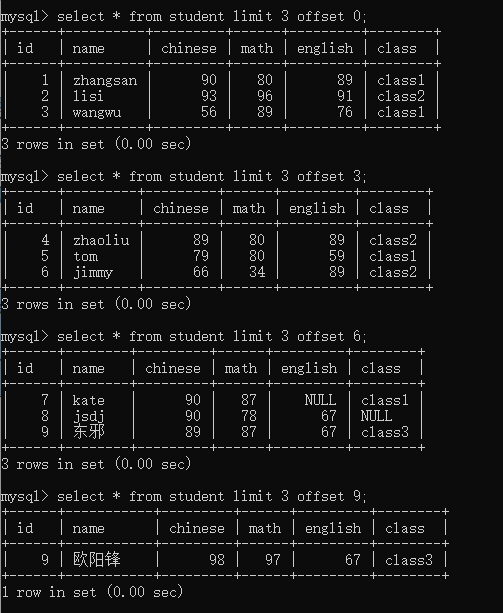 mysql> select * from student limit 3 offset 0;
+------+----------+---------+------+---------+--------+
| id | name | chinese | math | english | class |
+------+----------+---------+------+---------+--------+
| 1 | zhangsan | 90 | 80 | 89 | class1 |
| 2 | lisi | 93 | 96 | 91 | class2 |
| 3 | wangwu | 56 | 89 | 76 | class1 |
+------+----------+---------+------+---------+--------+
3 rows in set (0.00 sec)
mysql> select * from student limit 3 offset 3;
+------+---------+---------+------+---------+--------+
| id | name | chinese | math | english | class |
+------+---------+---------+------+---------+--------+
| 4 | zhaoliu | 89 | 80 | 89 | class2 |
| 5 | tom | 79 | 80 | 59 | class1 |
| 6 | jimmy | 66 | 34 | 89 | class2 |
+------+---------+---------+------+---------+--------+
3 rows in set (0.00 sec)
mysql> select * from student limit 3 offset 6;
+------+--------+---------+------+---------+--------+
| id | name | chinese | math | english | class |
+------+--------+---------+------+---------+--------+
| 7 | kate | 90 | 87 | NULL | class1 |
| 8 | jsdj | 90 | 78 | 67 | NULL |
| 9 | 东邪 | 89 | 87 | 67 | class3 |
+------+--------+---------+------+---------+--------+
3 rows in set (0.00 sec)
mysql> select * from student limit 3 offset 9;
+------+-----------+---------+------+---------+--------+
| id | name | chinese | math | english | class |
+------+-----------+---------+------+---------+--------+
| 9 | 欧阳锋 | 98 | 97 | 67 | class3 |
+------+-----------+---------+------+---------+--------+
1 row in set (0.00 sec)